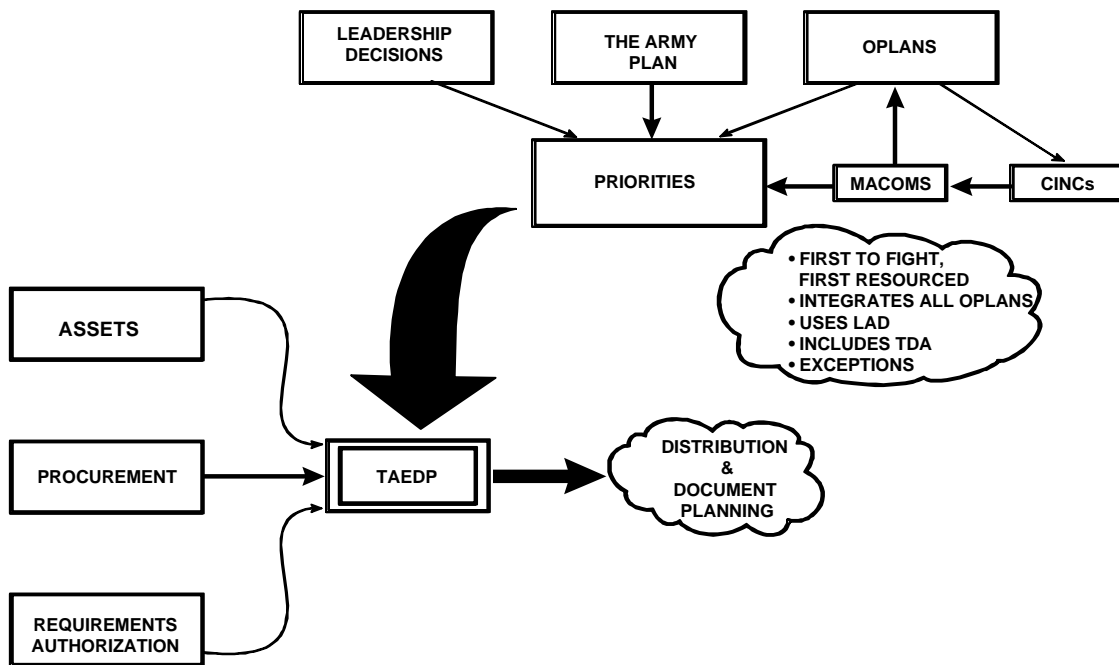 LEADERSHIP
DECISIONS
THE ARMY
PLAN
OPLANS
PRIORITIES
MACOMS
CINCs
• FIRST TO FIGHT,
FIRST RESOURCED
• INTEGRATES ALL OPLANS
• USES LAD
• INCLUDES TDA
• EXCEPTIONS
ASSETS
PROCUREMENT
TAEDP
DISTRIBUTION
&
DOCUMENT
PLANNING
REQUIREMENTS
AUTHORIZATION